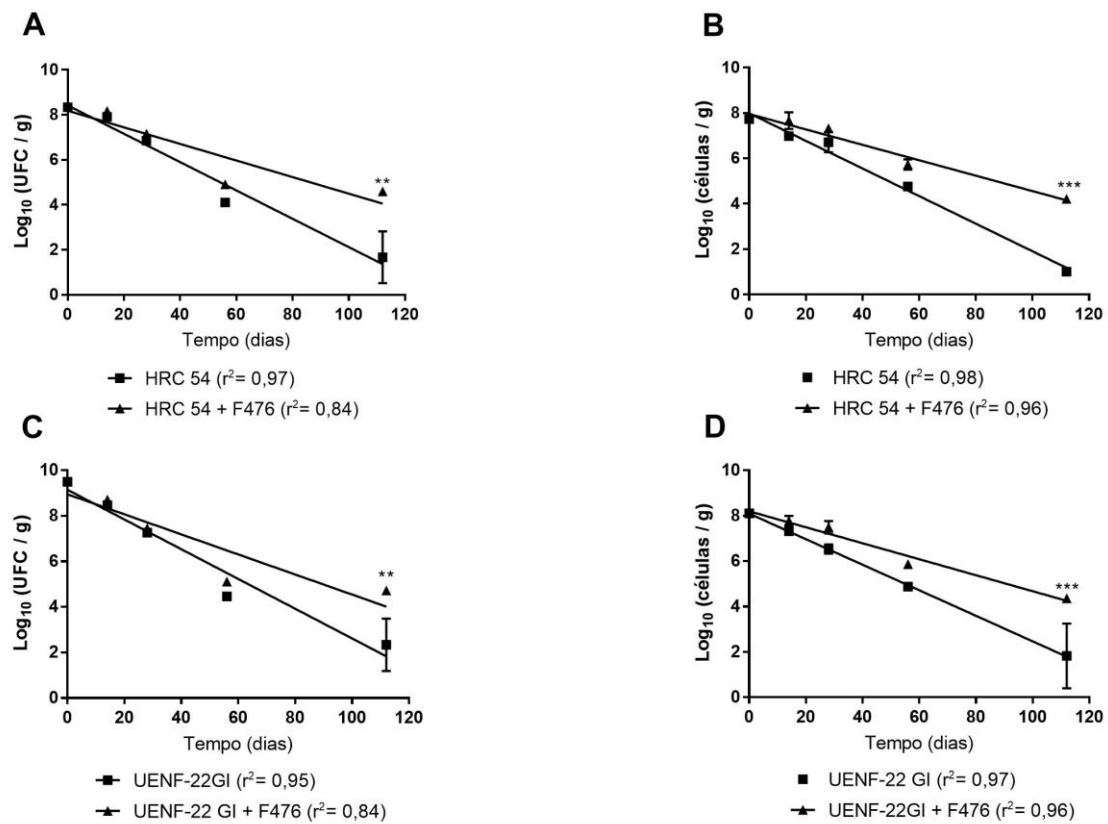 A
Log10 (UFC / g)
10
8
6
4
2
0
**
0 20 40 60 80 100 120
Tempo (dias)
HRC 54 (r²= 0,97)
HRC 54 + F476 (r²= 0,84)
B
Log10 (células / g)
10
8
6
4
2
0
***
0 20 40 60 80 100 120
Tempo (dias)
HRC 54 (r²= 0,98)
HRC 54 + F476 (r²= 0,96)
C
Log10 (UFC / g)
10
8
6
4
2
0
**
0 20 40 60 80 100 120
Tempo (dias)
UENF-22GI (r²= 0,95)
UENF-22 GI + F476 (r²= 0,84)
D
Log10 (células / g)
10
8
6
4
2
0
***
0 20 40 60 80 100 120
Tempo (dias)
UENF-22 GI (r²= 0,97)
UENF-22GI + F476 (r²= 0,96)